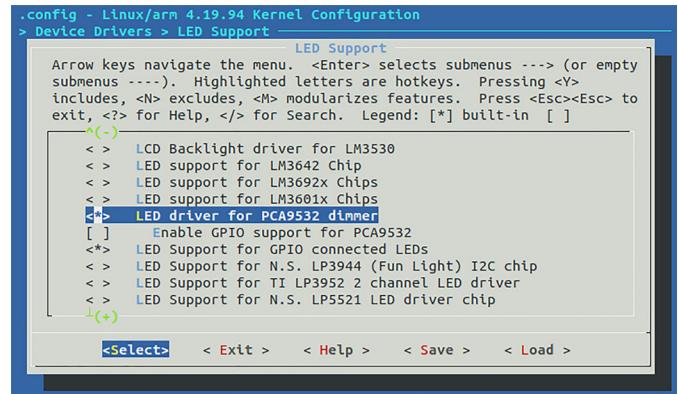 .config - Linux/arm 4.19.94 Kernel Configuration
> Device Drivers > LED Support
LED Support
Arrow keys navigate the menu.  <Enter> selects submenus ---> (or empty
submenus ----).  Highlighted letters are hotkeys.  Pressing <Y>
includes, <N> excludes, <M> modularizes features.  Press <Esc><Esc> to
exit, <?> for Help, </> for Search.  Legend: [*] built-in  [ ]
^(-)
< >   LCD Backlight driver for LM3530
< >   LED support for LM3642 Chip
< >   LED support for LM3692x Chips
< >   LED support for LM3601x Chips
<*>   LED driver for PCA9532 dimmer
[ ]     Enable GPIO support for PCA9532
<*>   LED Support for GPIO connected LEDs
< >   LED Support for N.S. LP3944 (Fun Light) I2C chip
< >   LED Support for TI LP3952 2 channel LED driver
< >   LED Support for N.S. LP5521 LED driver chip
┴(+)
<Select>    < Exit >    < Help >    < Save >    < Load >